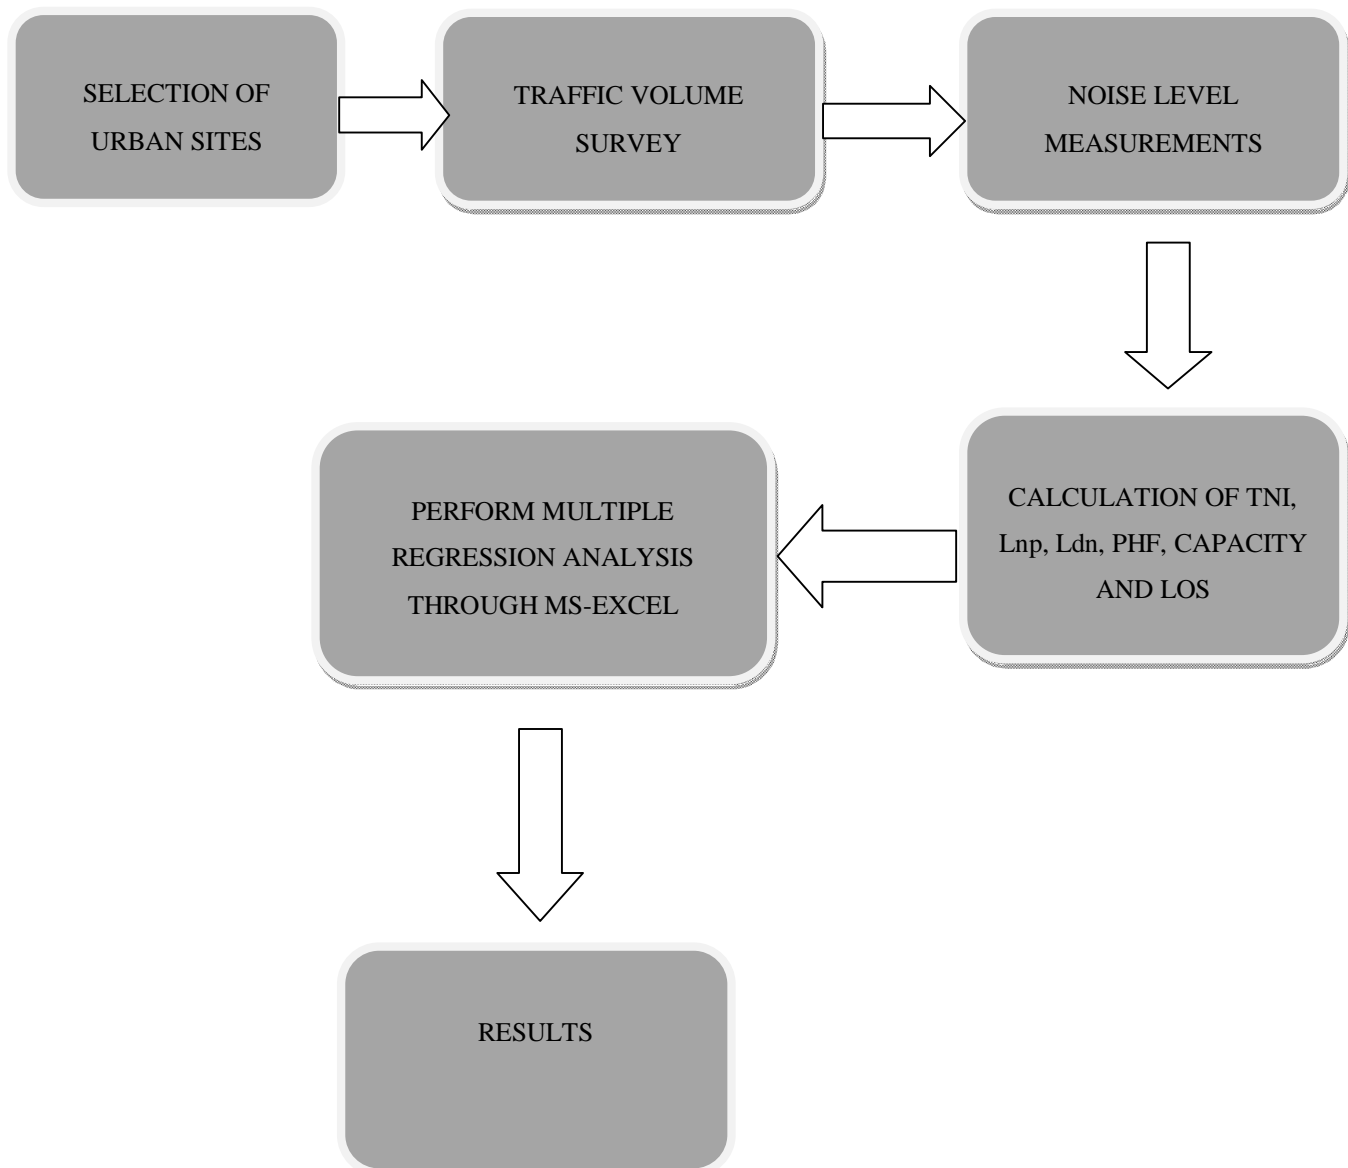 SELECTION OF
URBAN SITES
TRAFFIC VOLUME
SURVEY
NOISE LEVEL
MEASUREMENTS
CALCULATION OF TNI,
Lnp, Ldn, PHF, CAPACITY
AND LOS
PERFORM MULTIPLE
REGRESSION ANALYSIS
THROUGH MS-EXCEL
RESULTS